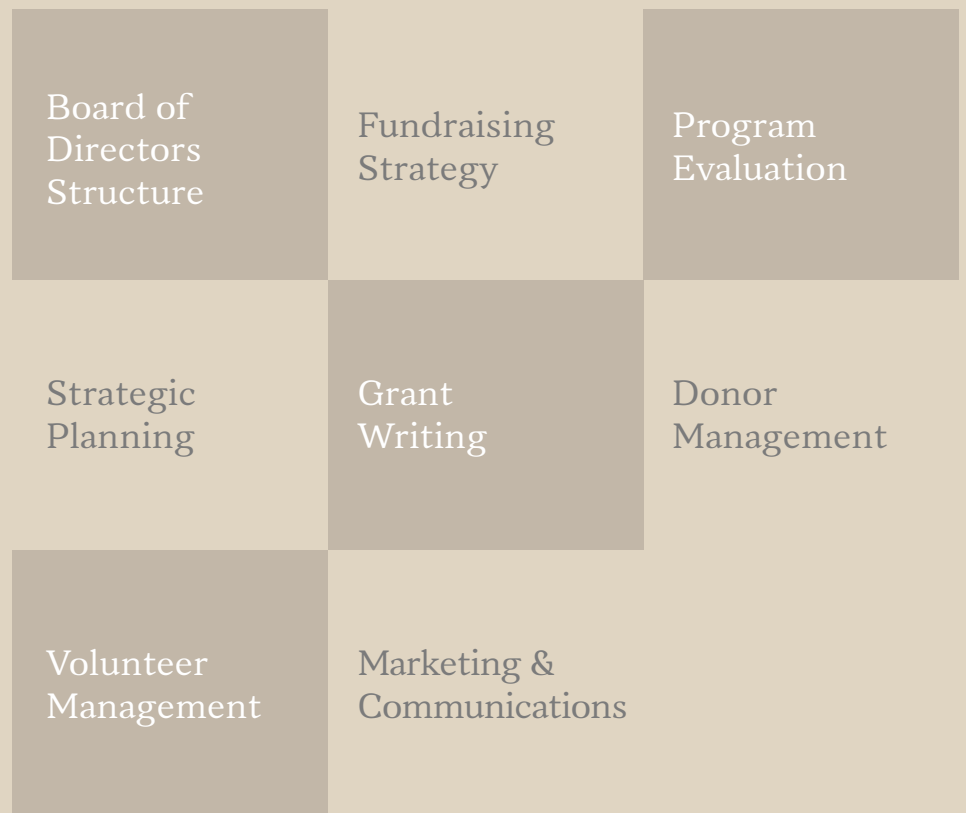 Board of
Directors
Structure
Fundraising
Strategy
Program
Evaluation
Strategic
Planning
Grant
Writing
Donor
Management
Volunteer
Management
Marketing &
Communications